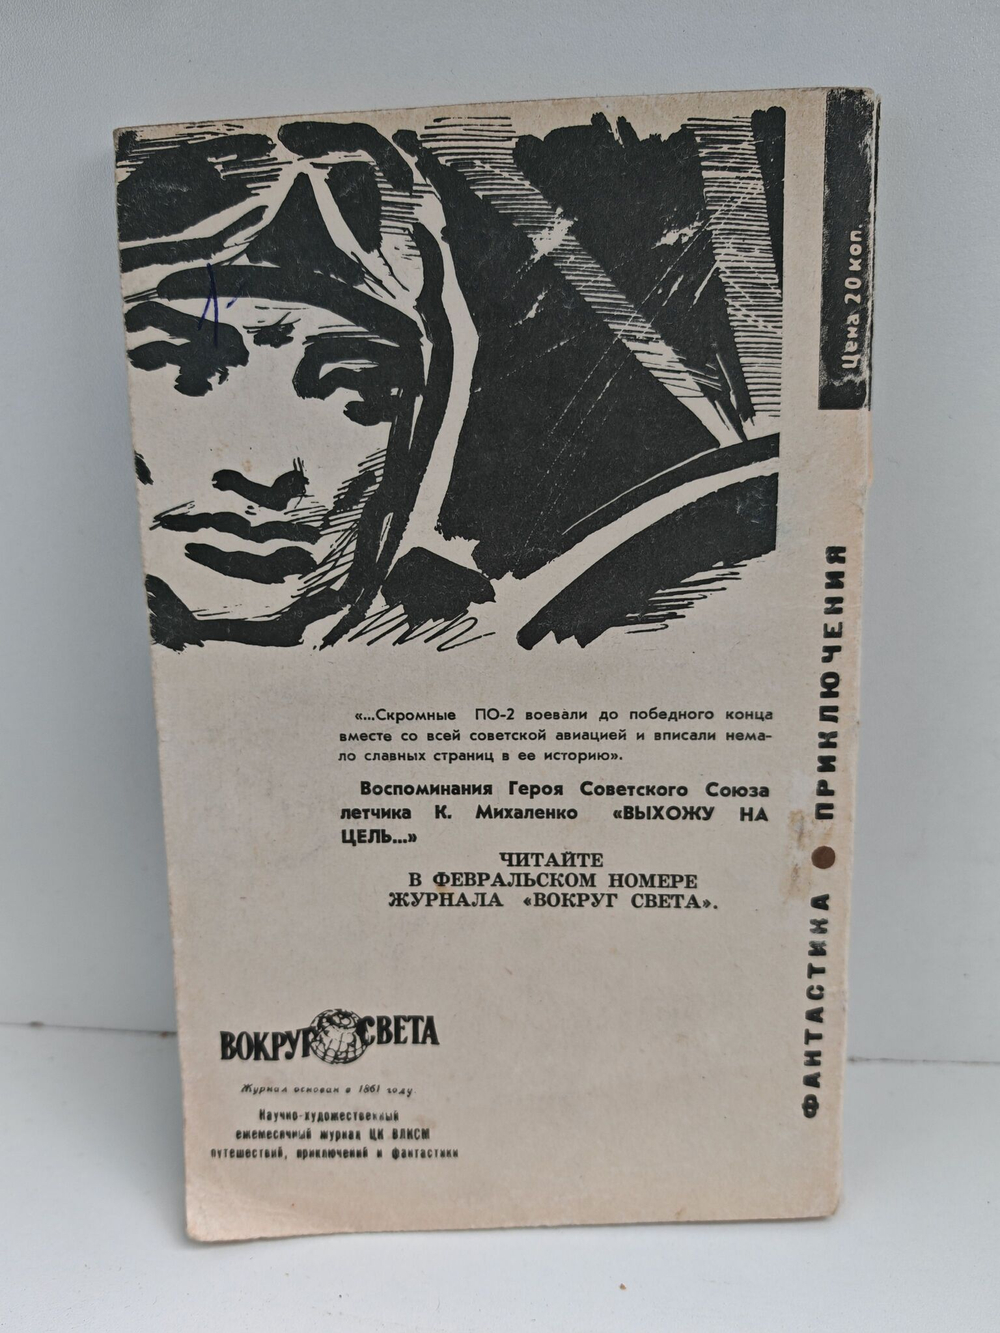 Цена 20 коп.
«...Скромные ПО-2 воевали до победного конца
вместе со всей советской авиацией и вписали нема-
ло славных страниц в ее историю».
Воспоминания Героя Советского Союза
летчика К. Михаленко «ВЫХОЖУ НА
ЦЕЛЬ...»
ЧИТАЙТЕ
В ФЕВРАЛЬСКОМ НОМЕРЕ
ЖУРНАЛА «ВОКРУГ СВЕТА».
ФАНТАСТИКА ● ПРИКЛЮЧЕНИЯ
ВОКРУГ СВЕТА
Журнал основан в 1861 году
Научно-художественный
ежемесячный журнал ЦК ВЛКСМ
путешествий, приключений и фантастики